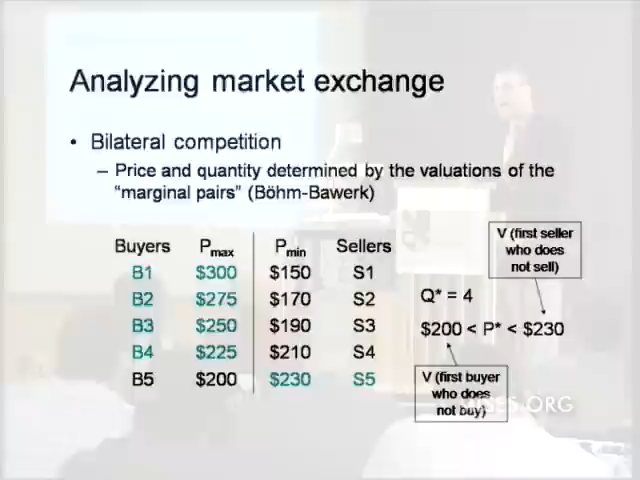 Analyzing market exchange
• Bilateral competition
– Price and quantity determined by the valuations of the
“marginal pairs” (Böhm-Bawerk)
Buyers Pmax Pmin Sellers
B1 $300 $150 S1
B2 $275 $170 S2
B3 $250 $190 S3
B4 $225 $210 S4
B5 $200 $230 S5
V (first seller
who does
not sell)
Q* = 4
$200 < P* < $230
V (first buyer
who does
not buy)
MISES.ORG